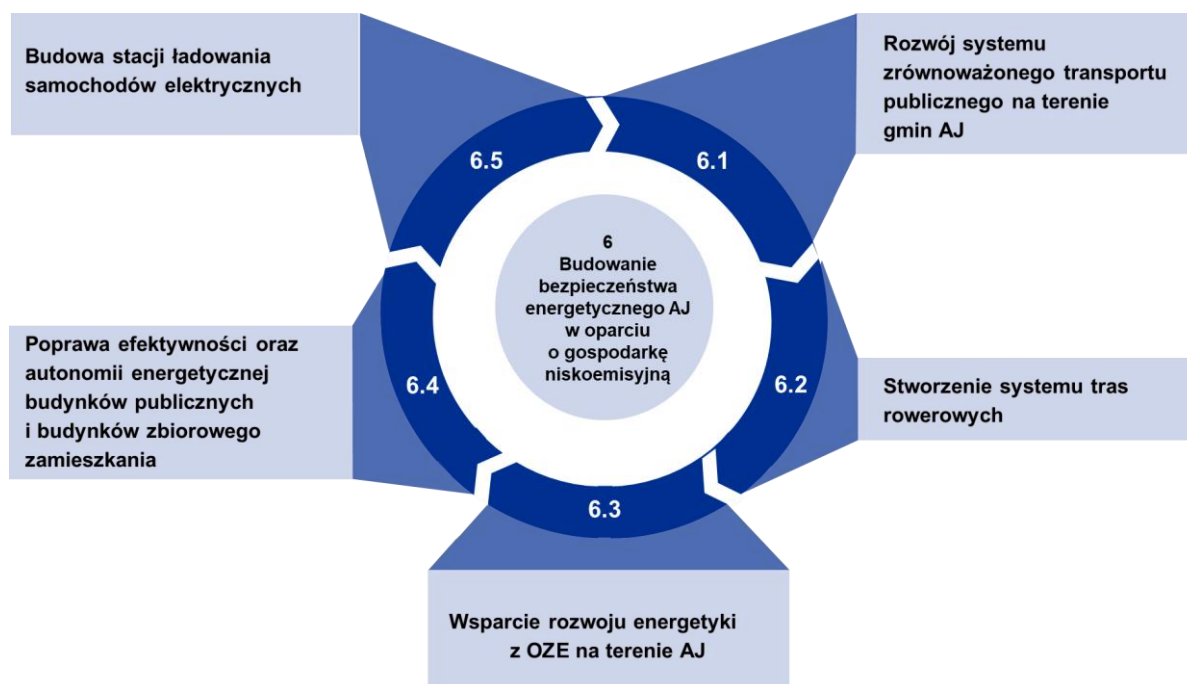 Budowa stacji ładowania
samochodów elektrycznych
Rozwój systemu
zrównoważonego transportu
publicznego na terenie
gmin AJ
6.5
6.1
6
Budowanie
bezpieczeństwa
energetycznego AJ
w oparciu
o gospodarkę
niskoemisyjną
Poprawa efektywności oraz
autonomii energetycznej
budynków publicznych
i budynków zbiorowego
zamieszkania
6.4
6.2
Stworzenie systemu tras
rowerowych
6.3
Wsparcie rozwoju energetyki
z OZE na terenie AJ